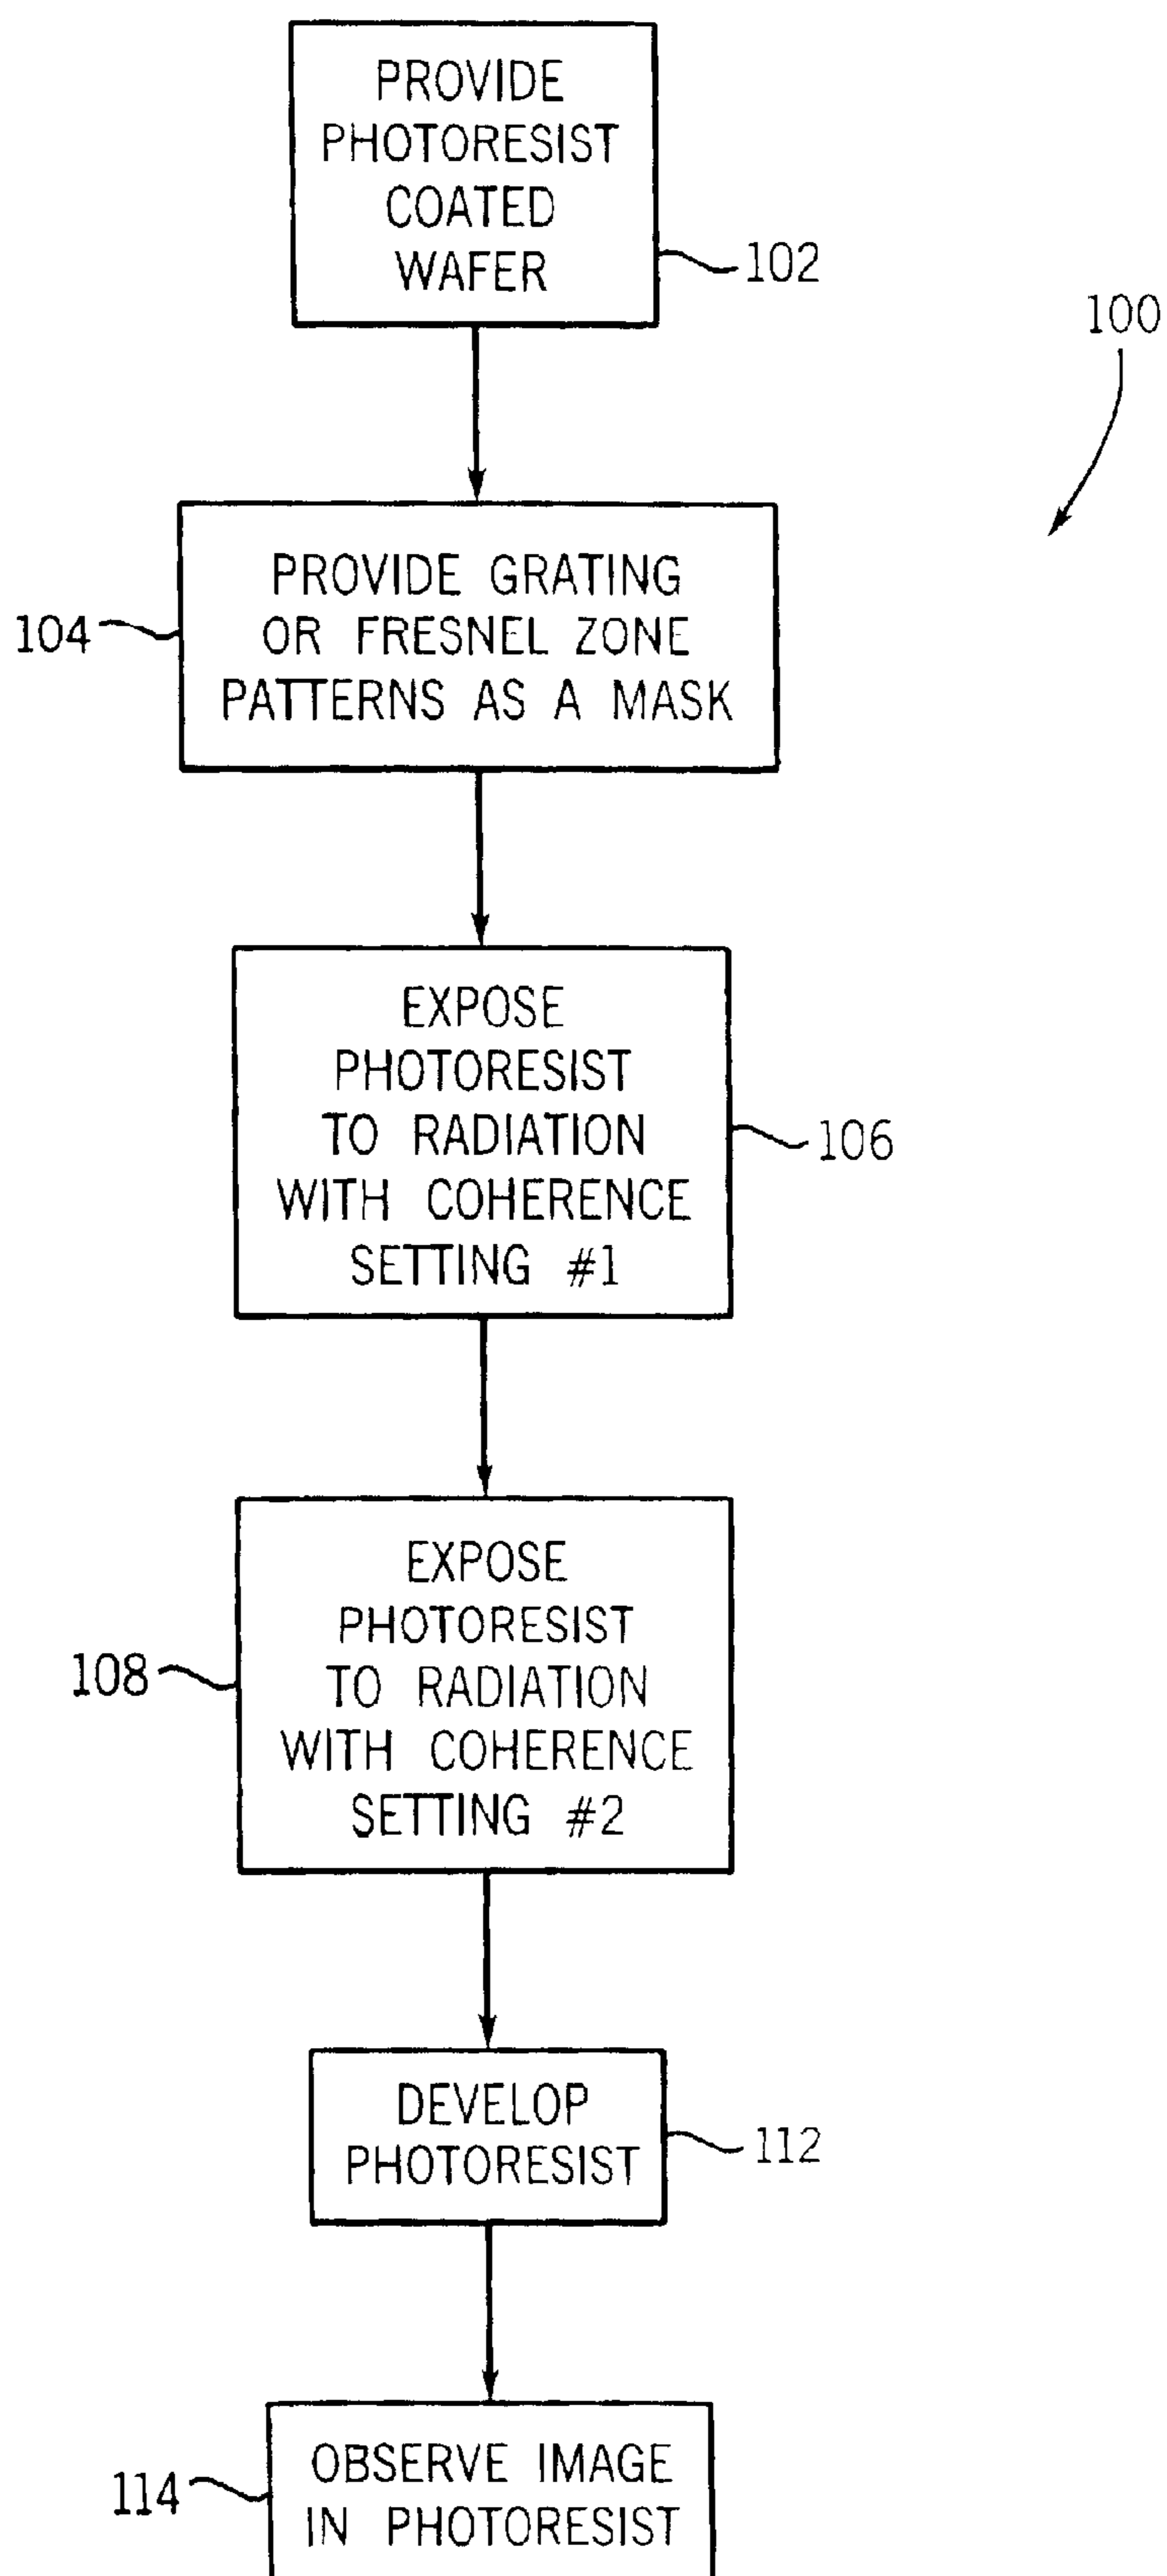 PROVIDE
PHOTORESIST
COATED
WAFER
102
100
PROVIDE GRATING
OR FRESNEL ZONE
PATTERNS AS A MASK
104
EXPOSE
PHOTORESIST
TO RADIATION
WITH COHERENCE
SETTING #1
106
EXPOSE
PHOTORESIST
TO RADIATION
WITH COHERENCE
SETTING #2
108
DEVELOP
PHOTORESIST
112
OBSERVE IMAGE
IN PHOTORESIST
114